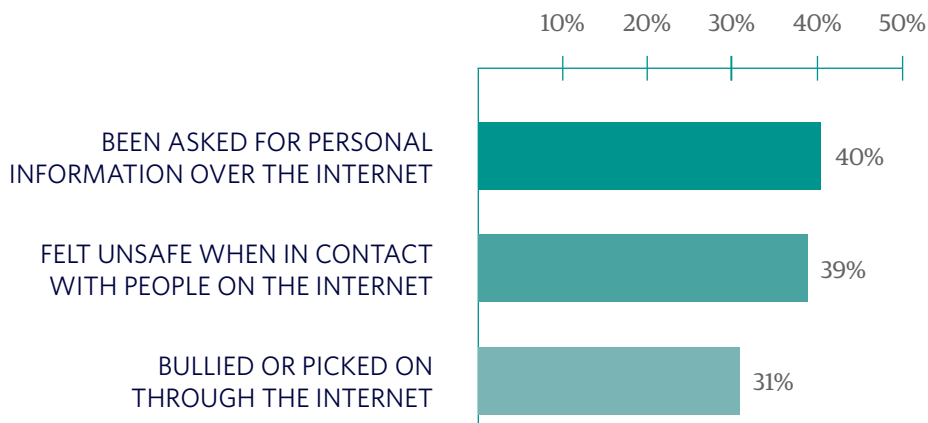 10% 20% 30% 40% 50%
BEEN ASKED FOR PERSONAL
INFORMATION OVER THE INTERNET
40%
FELT UNSAFE WHEN IN CONTACT
WITH PEOPLE ON THE INTERNET
39%
BULLIED OR PICKED ON
THROUGH THE INTERNET
31%